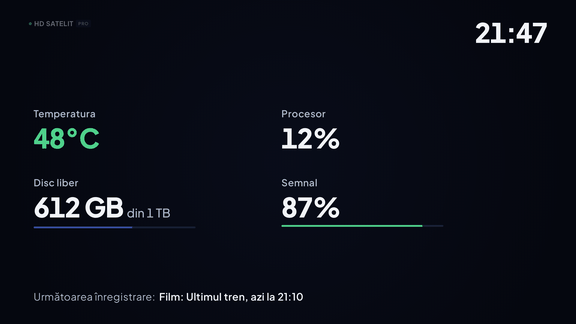 HD SATELIT PRO
21:47
Temperatura
48°C
Procesor
12%
Disc liber
612 GB din 1 TB
Semnal
87%
Următoarea înregistrare: Film: Ultimul tren, azi la 21:10